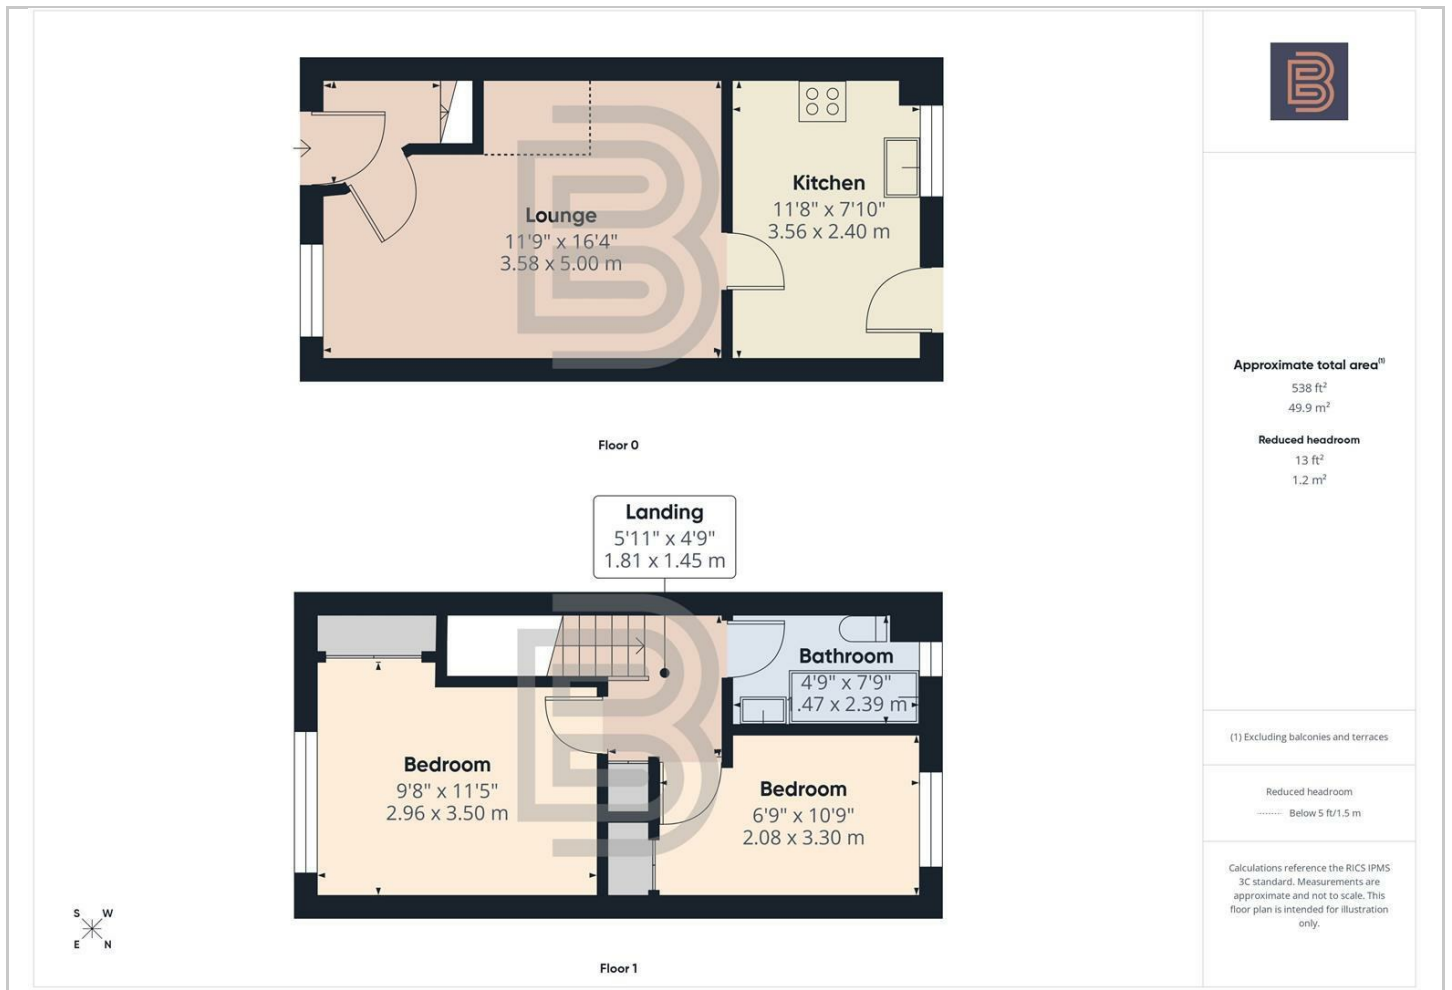 B
Kitchen
11'8" x 7'10"
3.56 x 2.40 m
Lounge
11'9" x 16'4"
3.58 x 5.00 m
Floor 0
Landing
5'11" x 4'9"
1.81 x 1.45 m
Bathroom
4'9" x 7'9"
1.47 x 2.39 m
Bedroom
9'8" x 11'5"
2.96 x 3.50 m
Bedroom
6'9" x 10'9"
2.08 x 3.30 m
S W
E N
Floor 1
Approximate total area(1)
538 ft²
49.9 m²
Reduced headroom
13 ft²
1.2 m²
(1) Excluding balconies and terraces
Reduced headroom
Below 5 ft/1.5 m
Calculations reference the RICS IPMS
3C standard. Measurements are
approximate and not to scale. This
floor plan is intended for illustration
only.